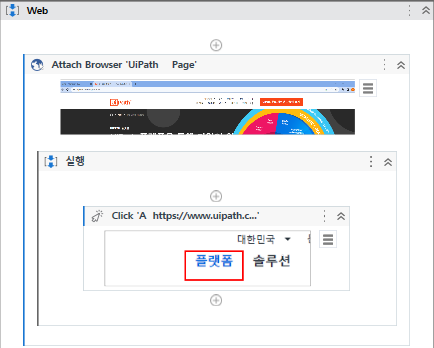 Web
Attach Browser 'UiPath Page'
UiPath
실행
Click 'A https://www.uipath.c...'
대한민국
플랫폼 솔루션